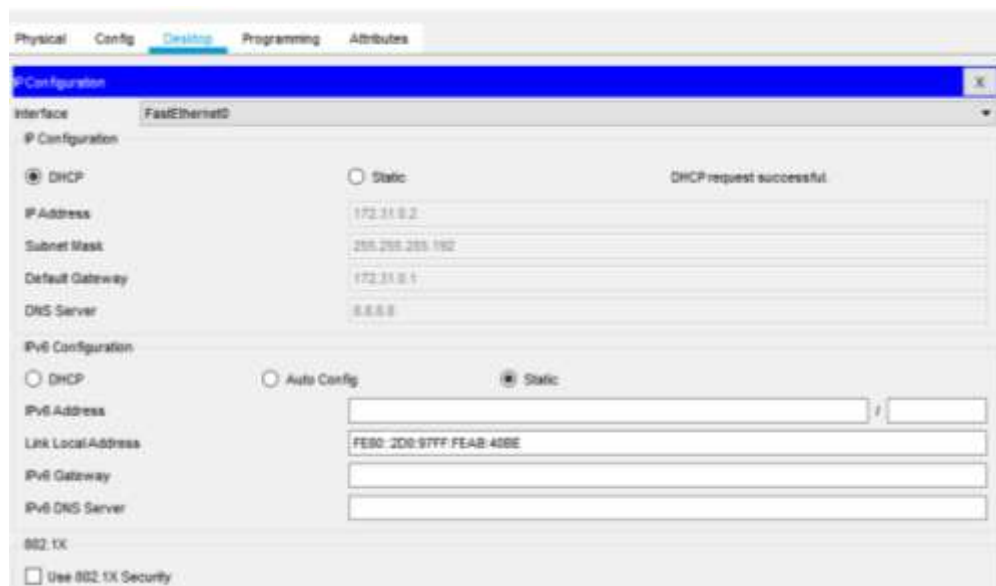 Physical Config Desktop Programming Attributes
IP Configuration X
Interface FastEthernet0
IP Configuration
DHCP Static DHCP request successful.
IP Address 172.31.0.2
Subnet Mask 255.255.255.192
Default Gateway 172.31.0.1
DNS Server 8.8.8.8
IPv6 Configuration
DHCP Auto Config Static
IPv6 Address /
Link Local Address FE80::2D0:97FF:FEAB:40BE
IPv6 Gateway
IPv6 DNS Server
802.1X
Use 802.1X Security